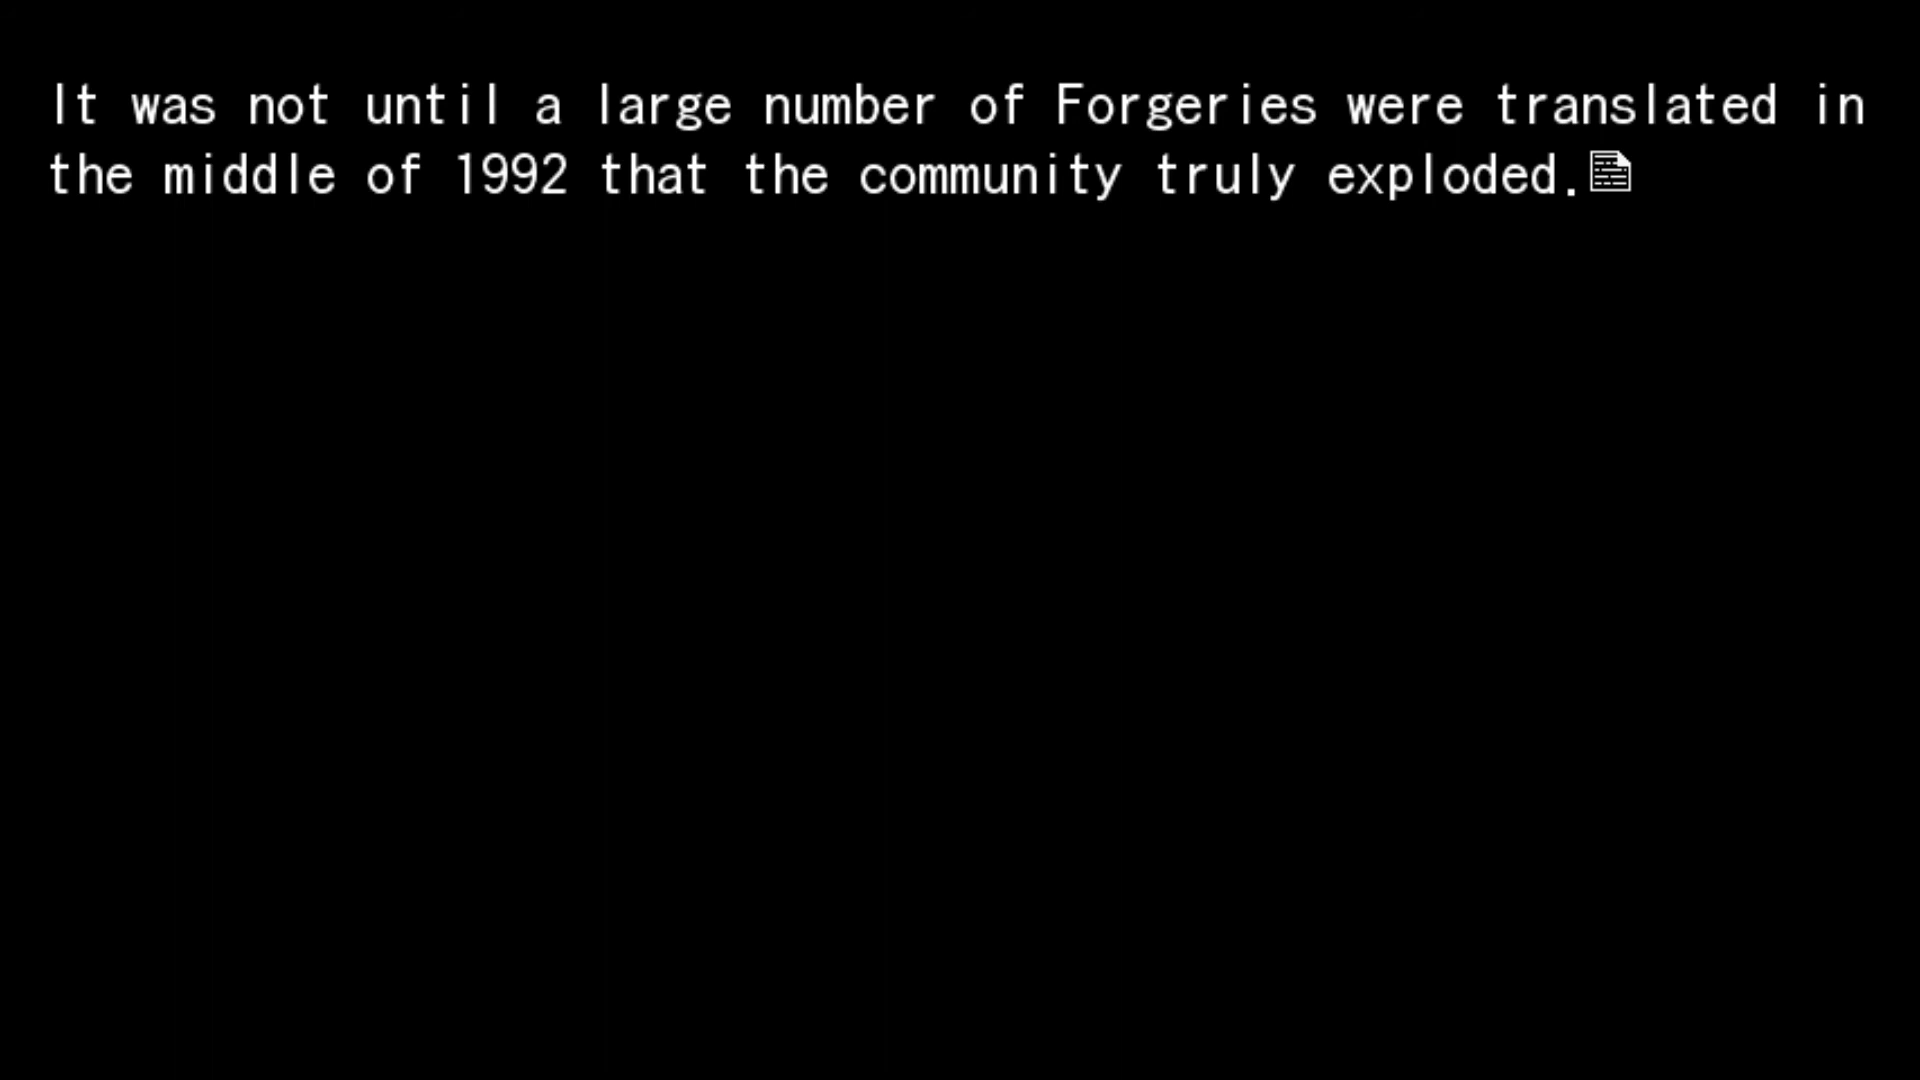 It was not until a large number of Forgeries were translated in
the middle of 1992 that the community truly exploded.